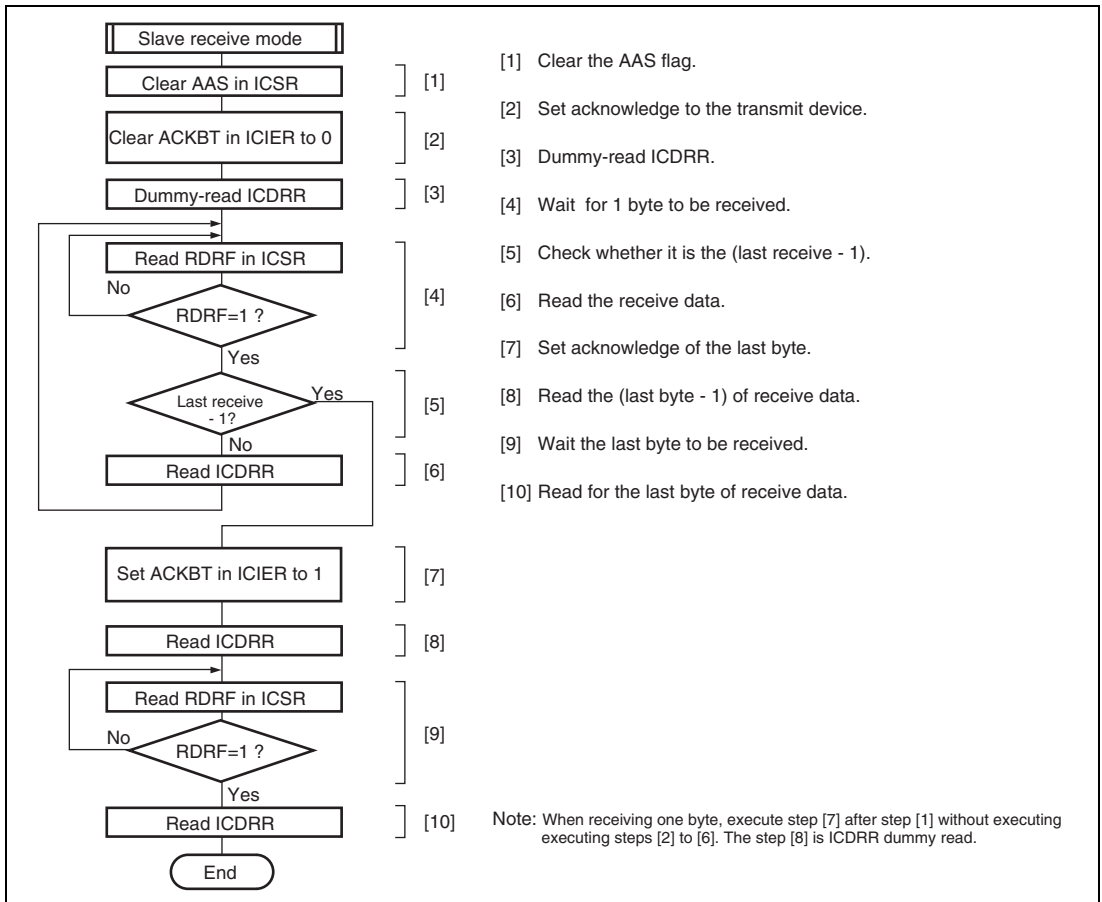 Slave receive mode
Clear AAS in ICSR
[1]
Clear ACKBT in ICIER to 0
[2]
Dummy-read ICDRR
[3]
Read RDRF in ICSR
No
RDRF=1 ?
[4]
Yes
Last receive
- 1?
Yes
[5]
No
Read ICDRR
[6]
Set ACKBT in ICIER to 1
[7]
Read ICDRR
[8]
Read RDRF in ICSR
No
RDRF=1 ?
[9]
Yes
Read ICDRR
[10]
End
[1] Clear the AAS flag.
[2] Set acknowledge to the transmit device.
[3] Dummy-read ICDRR.
[4] Wait for 1 byte to be received.
[5] Check whether it is the (last receive - 1).
[6] Read the receive data.
[7] Set acknowledge of the last byte.
[8] Read the (last byte - 1) of receive data.
[9] Wait the last byte to be received.
[10] Read for the last byte of receive data.
Note: When receiving one byte, execute step [7] after step [1] without executing
executing steps [2] to [6]. The step [8] is ICDRR dummy read.